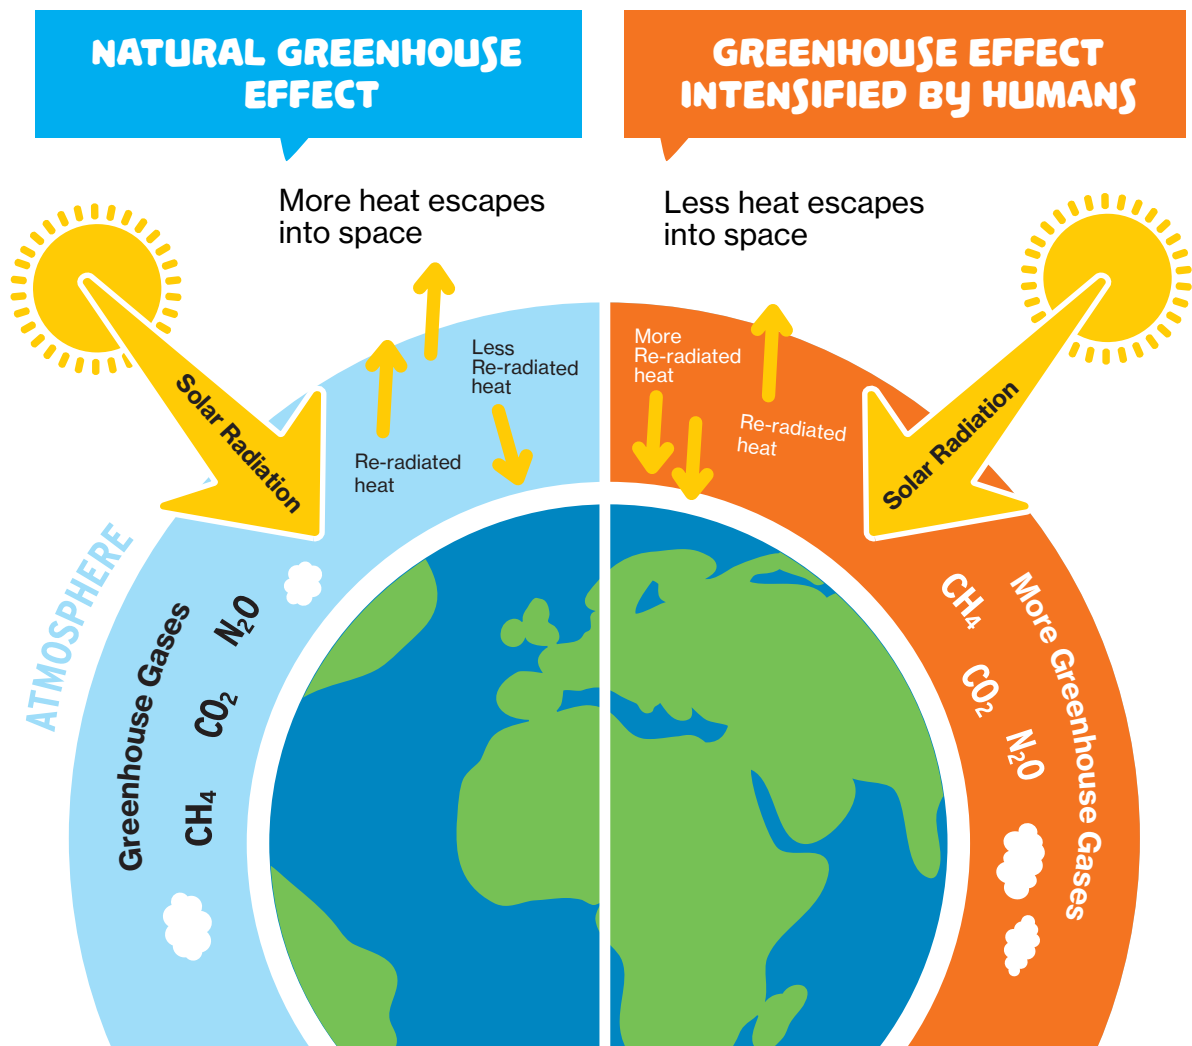 NATURAL GREENHOUSE
EFFECT
More heat escapes
into space
Solar Radiation
Less
Re-radiated
heat
Re-radiated
heat
ATMOSPHERE
Greenhouse Gases
N₂O
CO₂
CH₄
GREENHOUSE EFFECT
INTENSIFIED BY HUMANS
Less heat escapes
into space
More
Re-radiated
heat
Re-radiated
heat
Solar Radiation
CH₄
CO₂
N₂O
More Greenhouse Gases